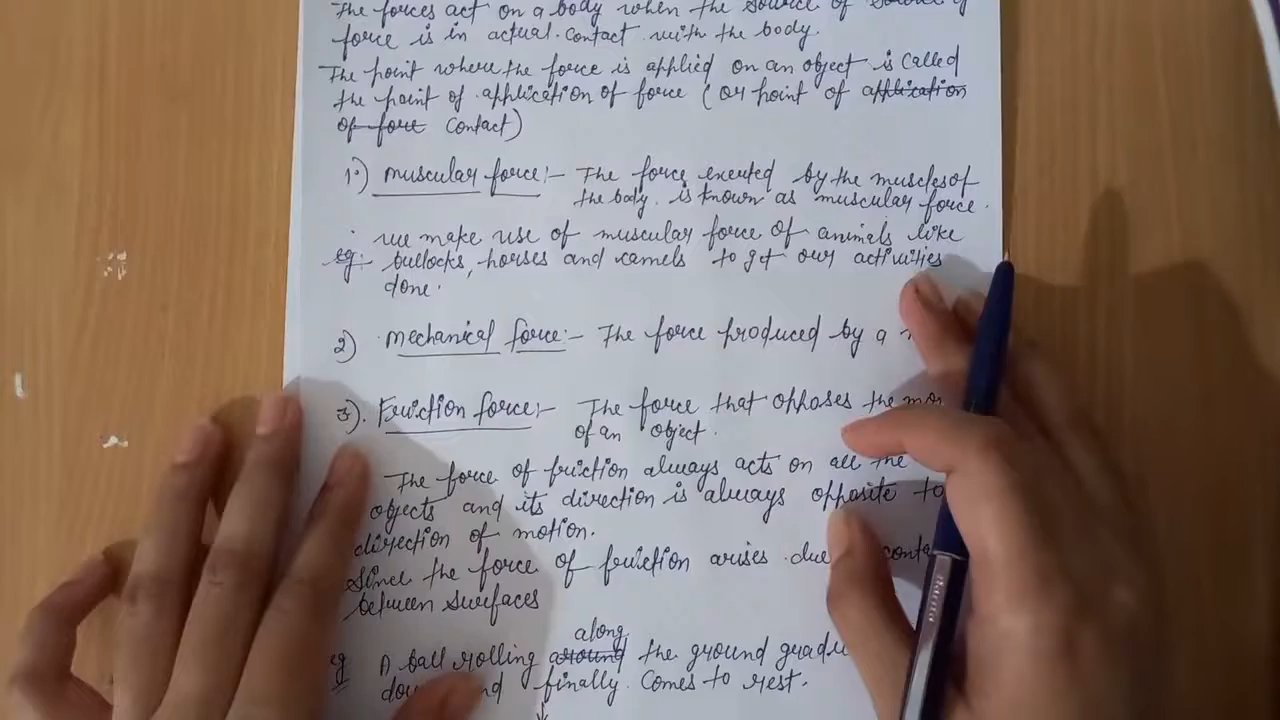 The forces act on a body when the source of source of
force is in actual contact with the body.
The point where the force is applied on an object is called
the point of application of force (or point of application
of fore contact)
1) muscular force:- The force exerted by the muscles of
the body is known as muscular force.
we make use of muscular force of animals like
eg:- bullocks, horses and camels to get our activities
done.
2) Mechanical force:- The force produced by a
3). Friction force:- The force that opposes the
of an object.
The force of friction always acts on all the
objects and its direction is always opposite to
direction of motion.
Since the force of friction arises due
between surfaces
along
eg A ball rolling around the ground
finally comes to rest.